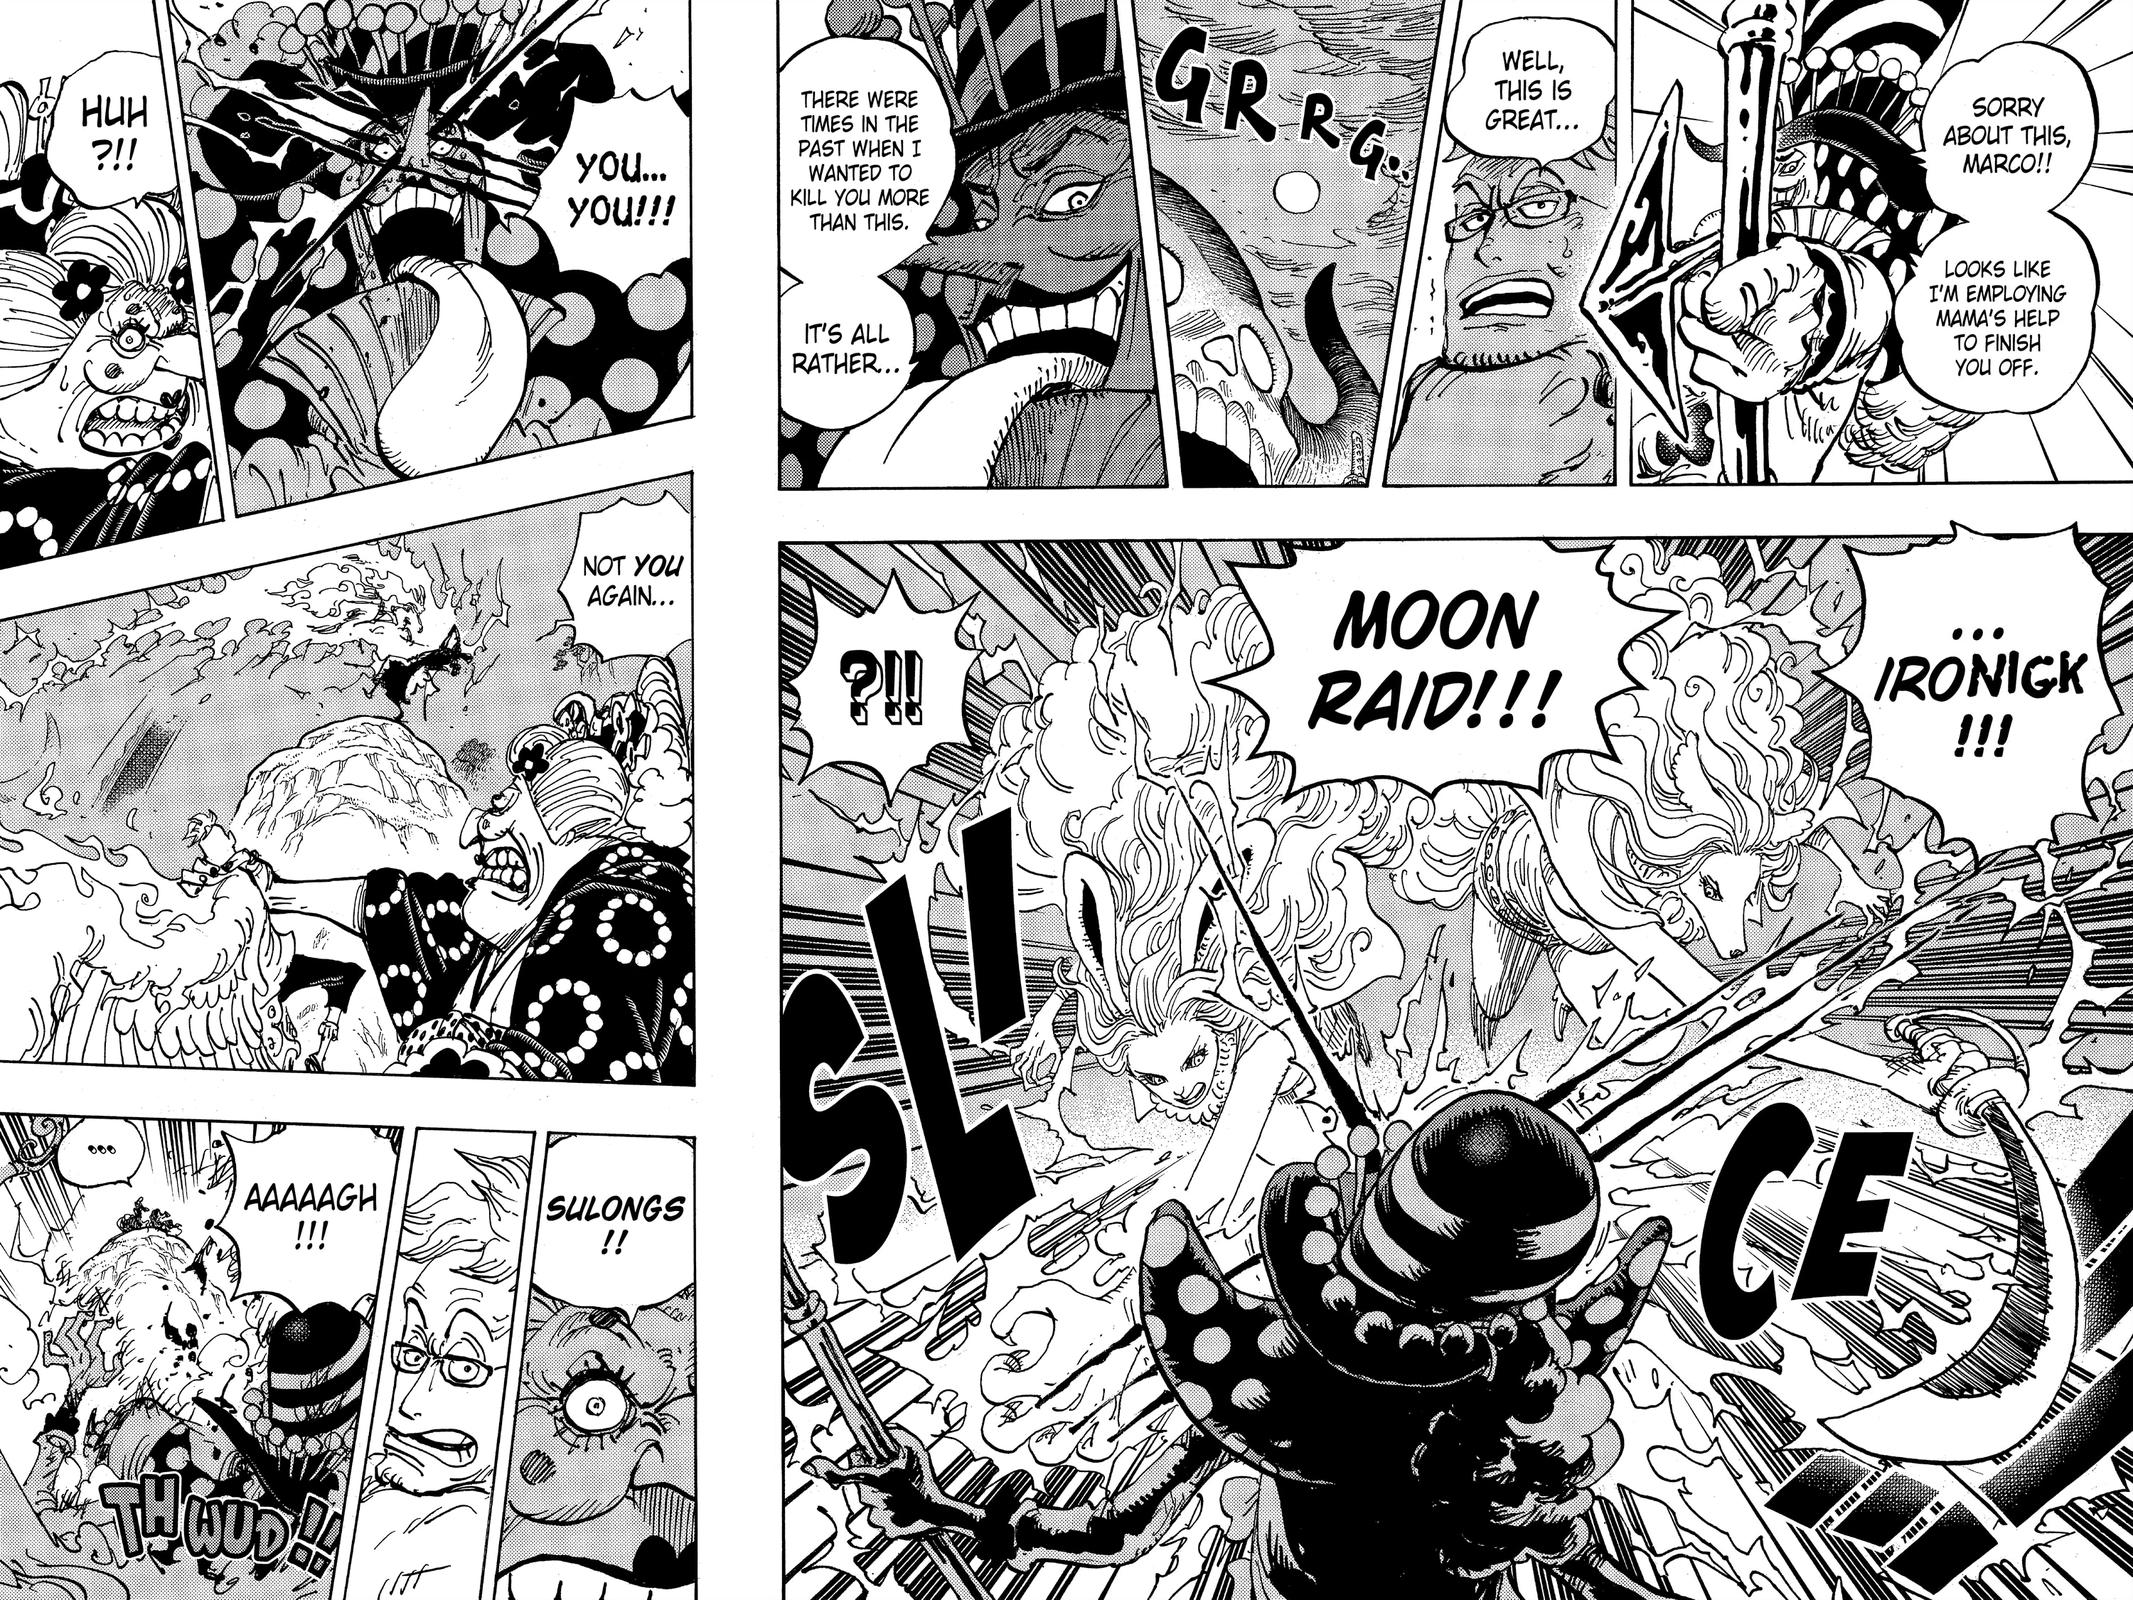 SORRY
ABOUT THIS,
MARCO!!
LOOKS LIKE
I'M EMPLOYING
MAMA'S HELP
TO FINISH
YOU OFF.
WELL,
THIS IS
GREAT...
GRRG..
THERE WERE
TIMES IN THE
PAST WHEN I
WANTED TO
KILL YOU MORE
THAN THIS.
IT'S ALL
RATHER...
...
IRONICK
!!!
MOON
RAID!!!
?!!
SLICE
YOU...
YOU!!!
HUH
?!!
NOT YOU
AGAIN...
SULONGS
!!
AAAAAGH
!!!
...
THWUD!!